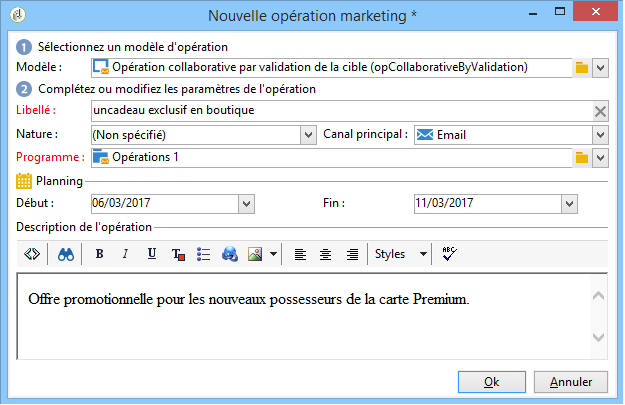 Nouvelle opération marketing *
1 Sélectionnez un modèle d'opération
Modèle : Opération collaborative par validation de la cible (opCollaborativeByValidation)
2 Complétez ou modifiez les paramètres de l'opération
Libellé : uncadeau exclusif en boutique
Nature : (Non spécifié) Canal principal : Email
Programme : Opérations 1
Planning
Début : 06/03/2017 Fin : 11/03/2017
Description de l'opération
B I U T Styles ABC
Offre promotionnelle pour les nouveaux possesseurs de la carte Premium.
Ok Annuler